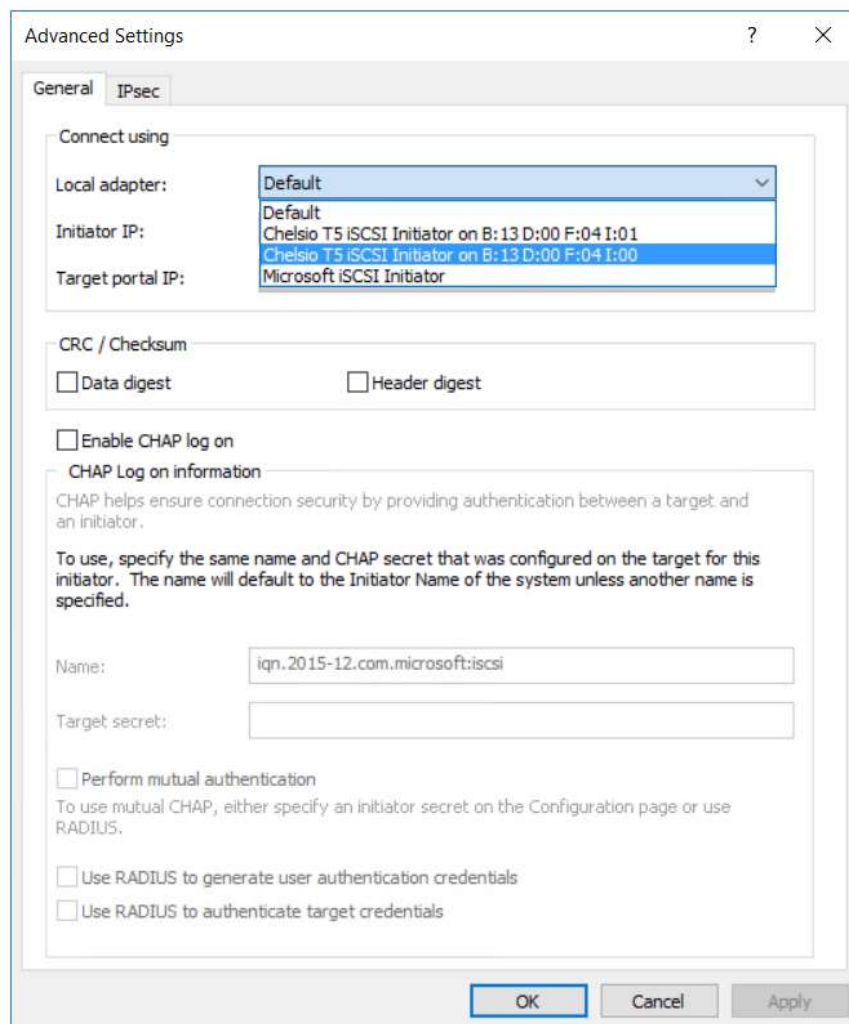 Advanced Settings
?
General
IPsec
Connect using
Local adapter:
Default
Default
Initiator IP:
Chelsio T5 iSCSI Initiator on B:13 D:00 F:04 I:01
Chelsio T5 iSCSI Initiator on B:13 D:00 F:04 I:00
Target portal IP:
Microsoft iSCSI Initiator
CRC / Checksum
Data digest
Header digest
Enable CHAP log on
CHAP Log on information
CHAP helps ensure connection security by providing authentication between a target and
an initiator.
To use, specify the same name and CHAP secret that was configured on the target for this
initiator.  The name will default to the Initiator Name of the system unless another name is
specified.
Name:
iqn.2015-12.com.microsoft:iscsi
Target secret:
Perform mutual authentication
To use mutual CHAP, either specify an initiator secret on the Configuration page or use
RADIUS.
Use RADIUS to generate user authentication credentials
Use RADIUS to authenticate target credentials
OK
Cancel
Apply